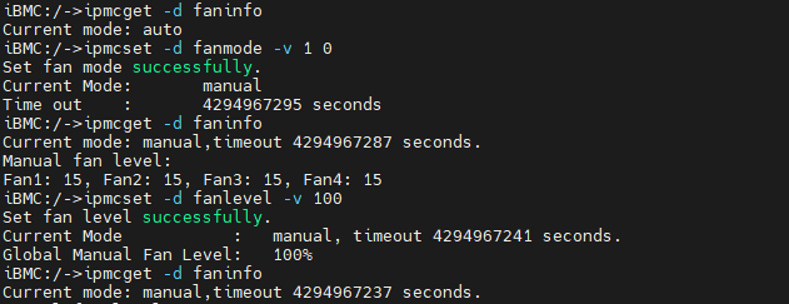 iBMC:/->ipmcget -d faninfo
Current mode: auto
iBMC:/->ipmcset -d fanmode -v 1 0
Set fan mode successfully.
Current Mode:       manual
Time out    :       4294967295 seconds
iBMC:/->ipmcget -d faninfo
Current mode: manual,timeout 4294967287 seconds.
Manual fan level:
Fan1: 15, Fan2: 15, Fan3: 15, Fan4: 15
iBMC:/->ipmcset -d fanlevel -v 100
Set fan level successfully.
Current Mode           :   manual, timeout 4294967241 seconds.
Global Manual Fan Level:   100%
iBMC:/->ipmcget -d faninfo
Current mode: manual,timeout 4294967237 seconds.